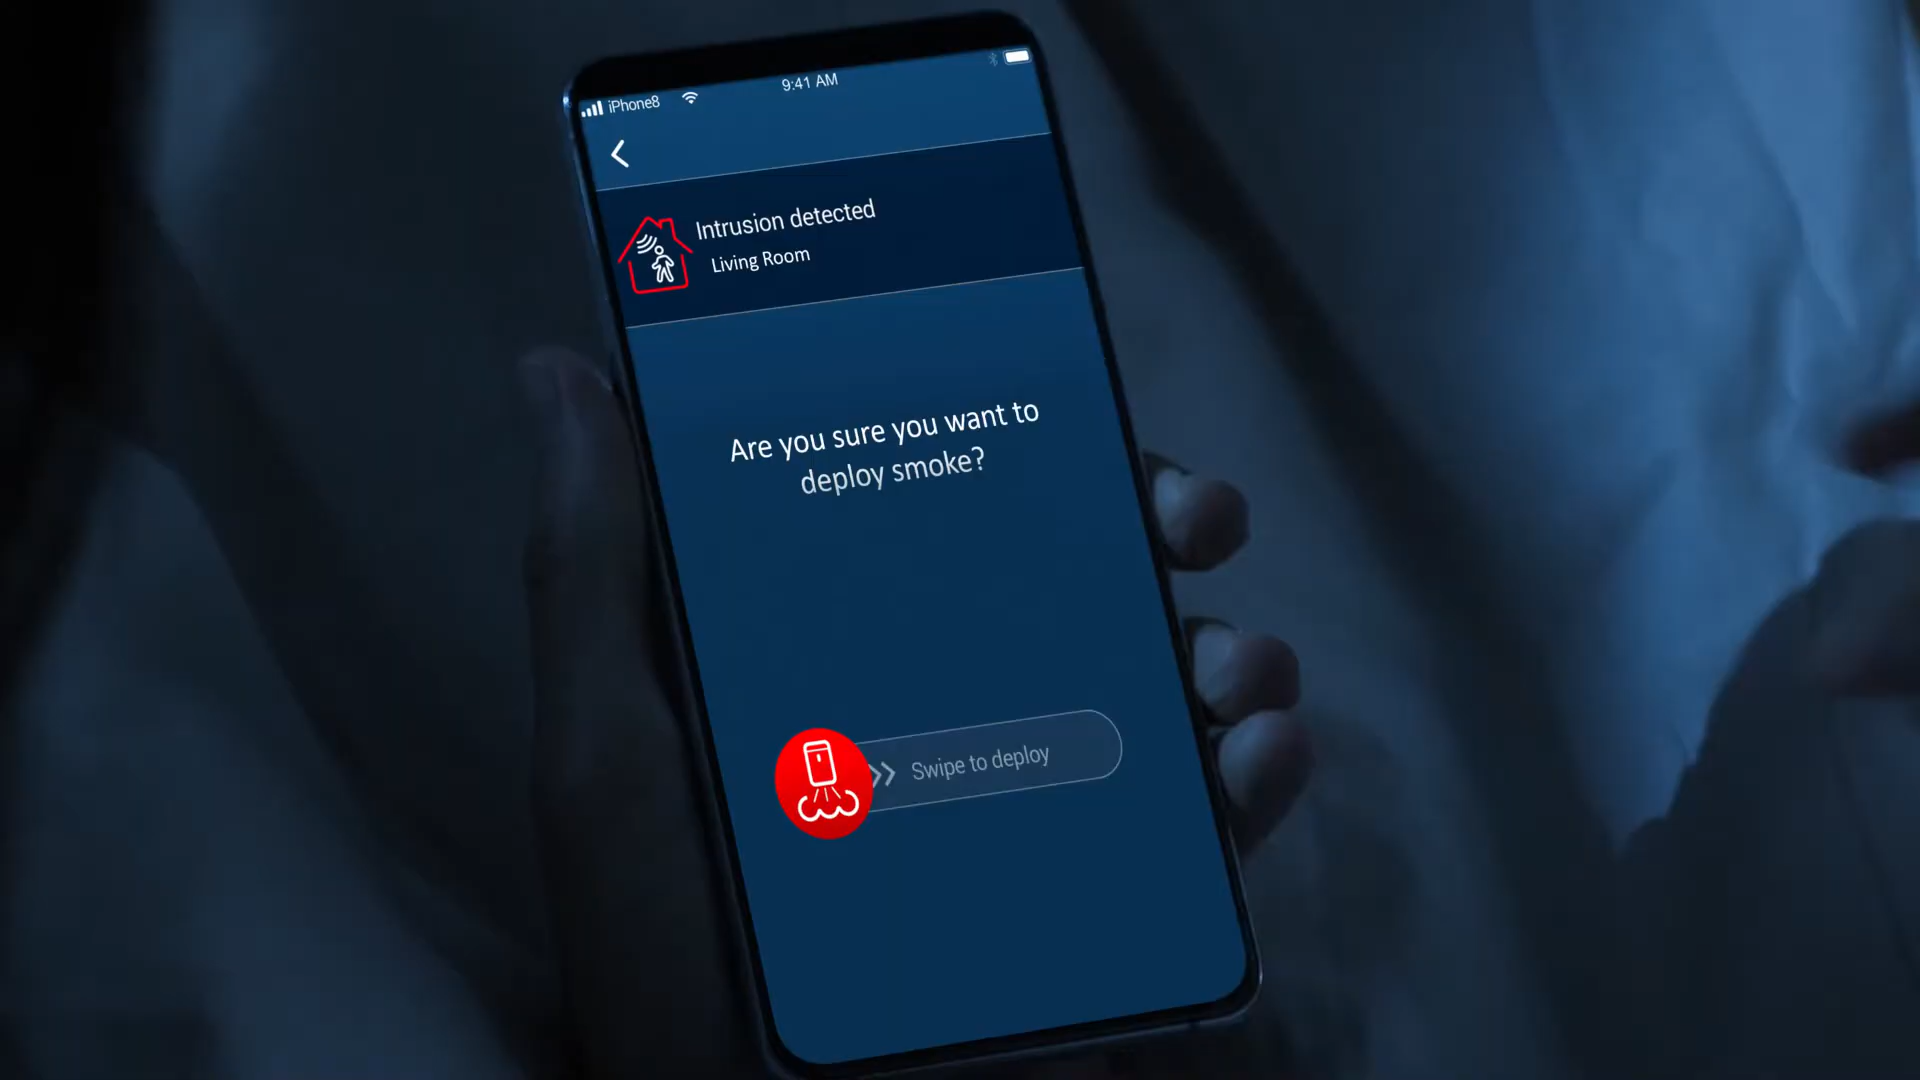 iPhone8
9:41 AM
Intrusion detected
Living Room
Are you sure you want to
deploy smoke?
Swipe to deploy